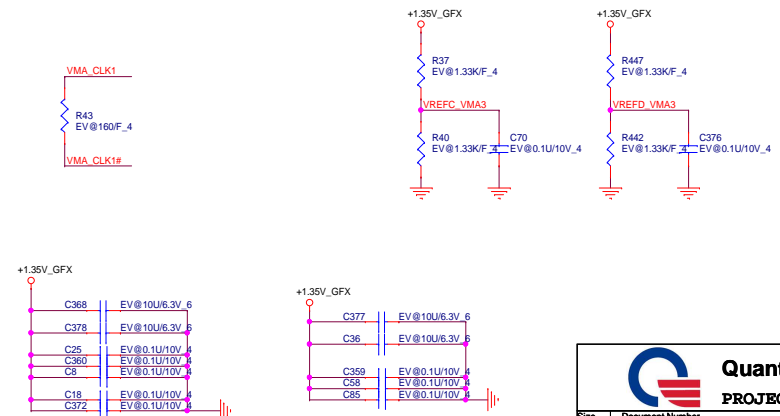 +1.35V_GFX
+1.35V_GFX
VMA_CLK1
R43
EV@160/F_4
VMA_CLK1#
R37
EV@1.33K/F_4
VREFC_VMA3
R40
EV@1.33K/F_4
C70
EV@0.1U/10V_4
R447
EV@1.33K/F_4
VREFD_VMA3
R442
EV@1.33K/F_4
C376
EV@0.1U/10V_4
+1.35V_GFX
C368 EV@10U/6.3V_6
C378 EV@10U/6.3V_6
C25 EV@0.1U/10V_4
C360 EV@0.1U/10V_4
C8 EV@0.1U/10V_4
C18 EV@0.1U/10V_4
C372 EV@0.1U/10V_4
+1.35V_GFX
C377 EV@10U/6.3V_6
C36 EV@10U/6.3V_6
C359 EV@0.1U/10V_4
C58 EV@0.1U/10V_4
C85 EV@0.1U/10V_4
Quant
PROJEC
Size Document Number